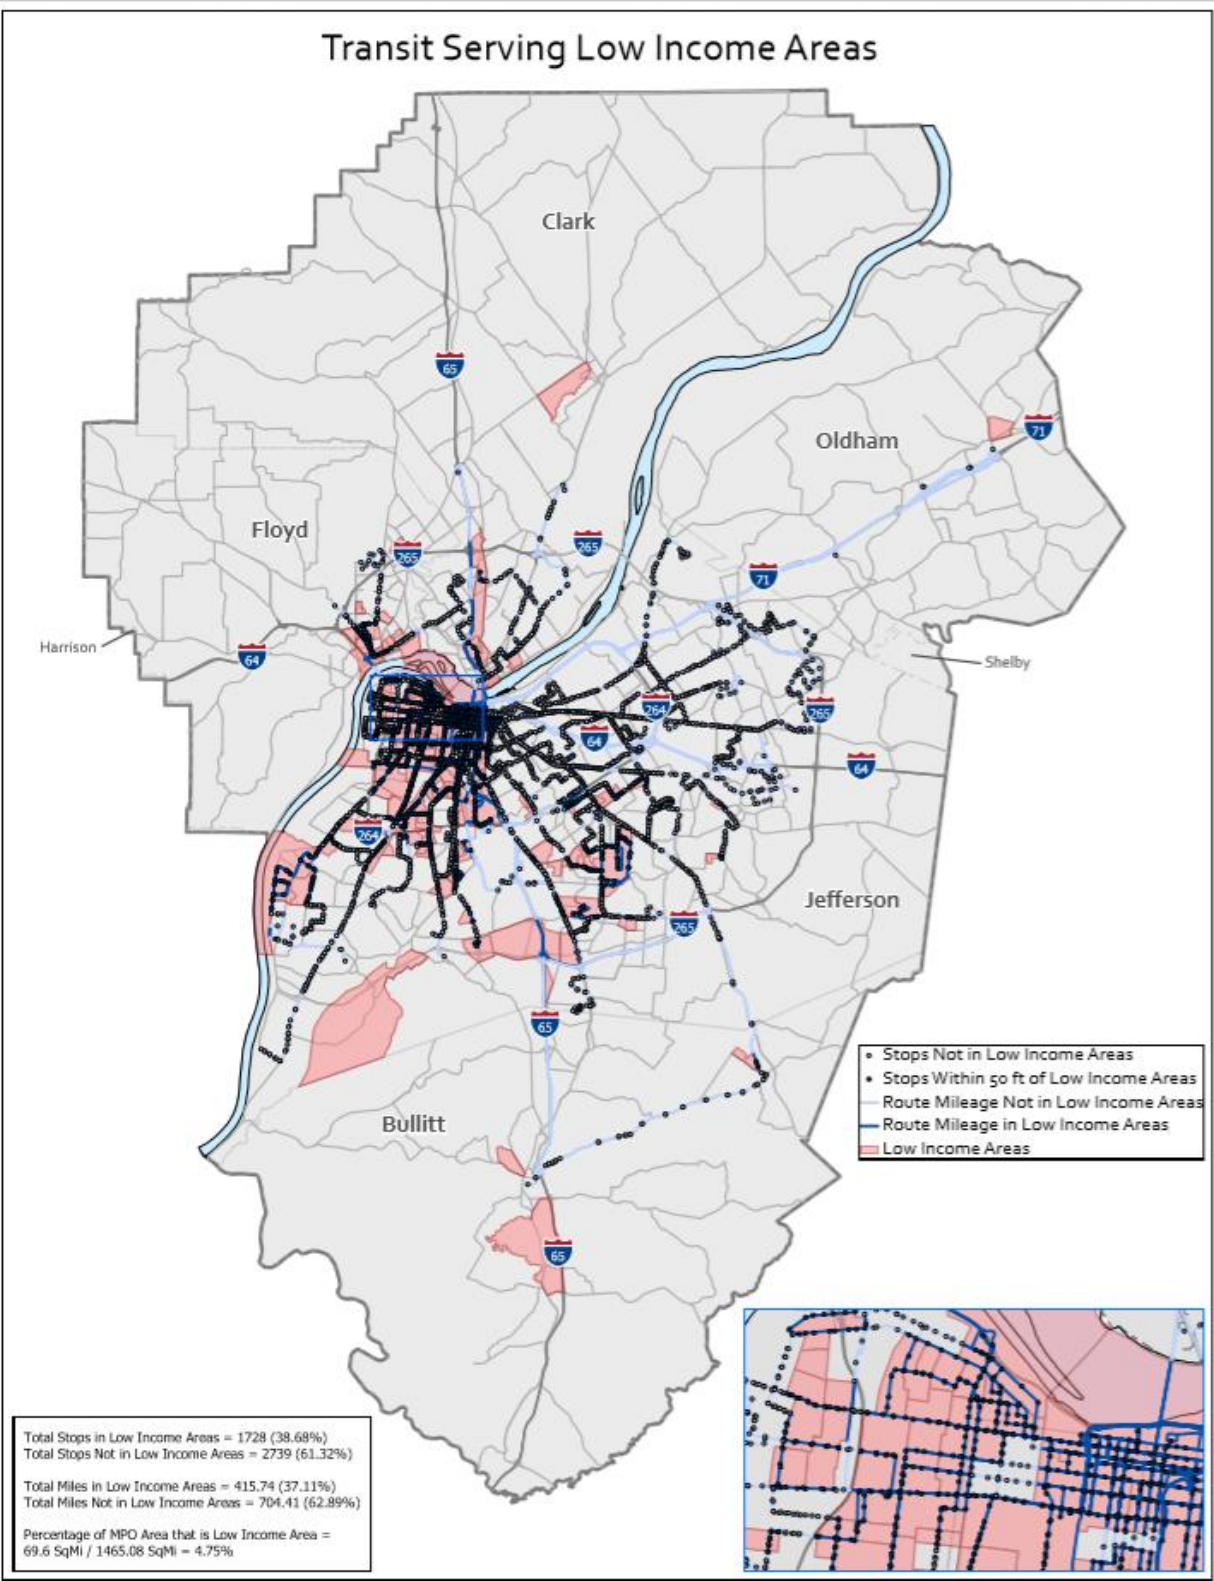 Transit Serving Low Income Areas
Clark
65
Oldham
71
Floyd
265
265
71
Harrison
64
Shelby
264
265
64
64
264
Jefferson
265
65
Stops Not in Low Income Areas
Stops Within 50 ft of Low Income Areas
Route Mileage Not in Low Income Areas
Route Mileage in Low Income Areas
Low Income Areas
Bullitt
65
Total Stops in Low Income Areas = 1728 (38.68%)
Total Stops Not in Low Income Areas = 2739 (61.32%)
Total Miles in Low Income Areas = 415.74 (37.11%)
Total Miles Not in Low Income Areas = 704.41 (62.89%)
Percentage of MPO Area that is Low Income Area =
69.6 SqMi / 1465.08 SqMi = 4.75%